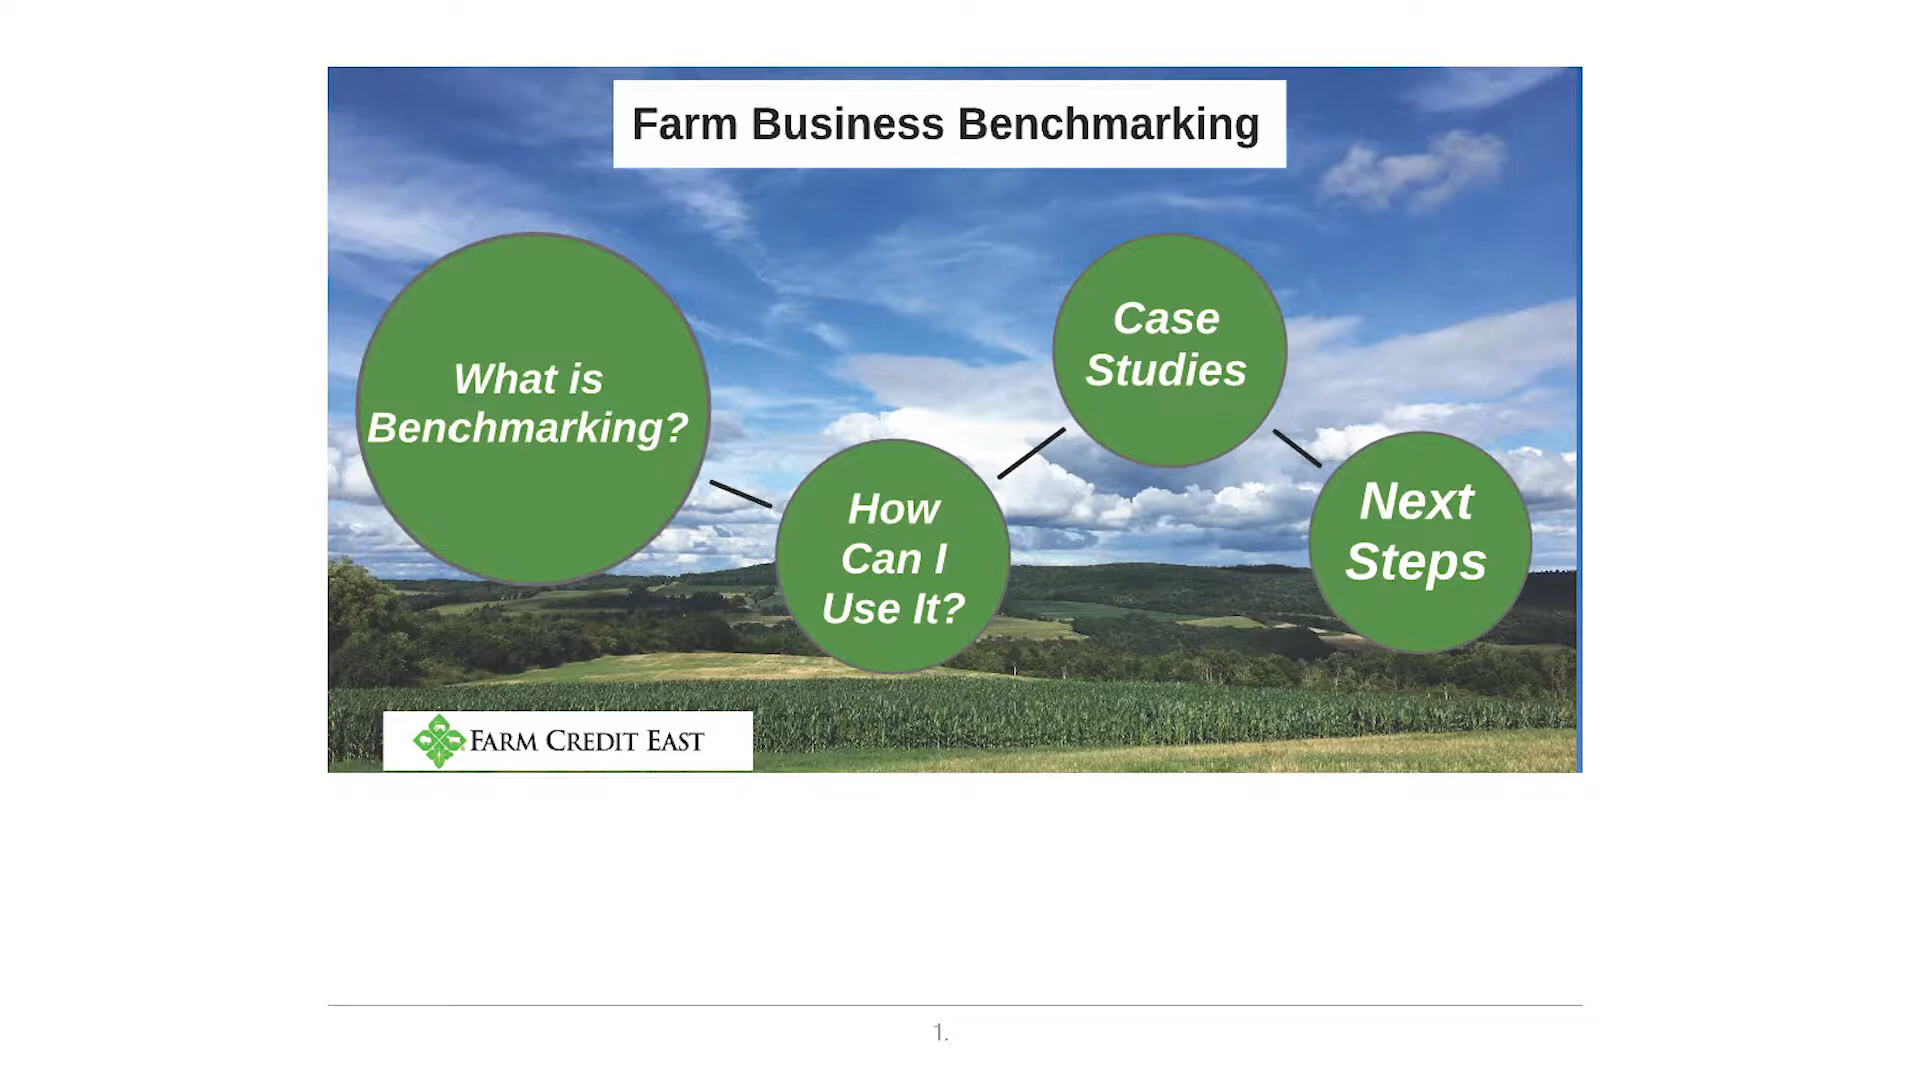 Farm Business Benchmarking
What is
Benchmarking?
How
Can I
Use It?
Case
Studies
Next
Steps
FARM CREDIT EAST
1.